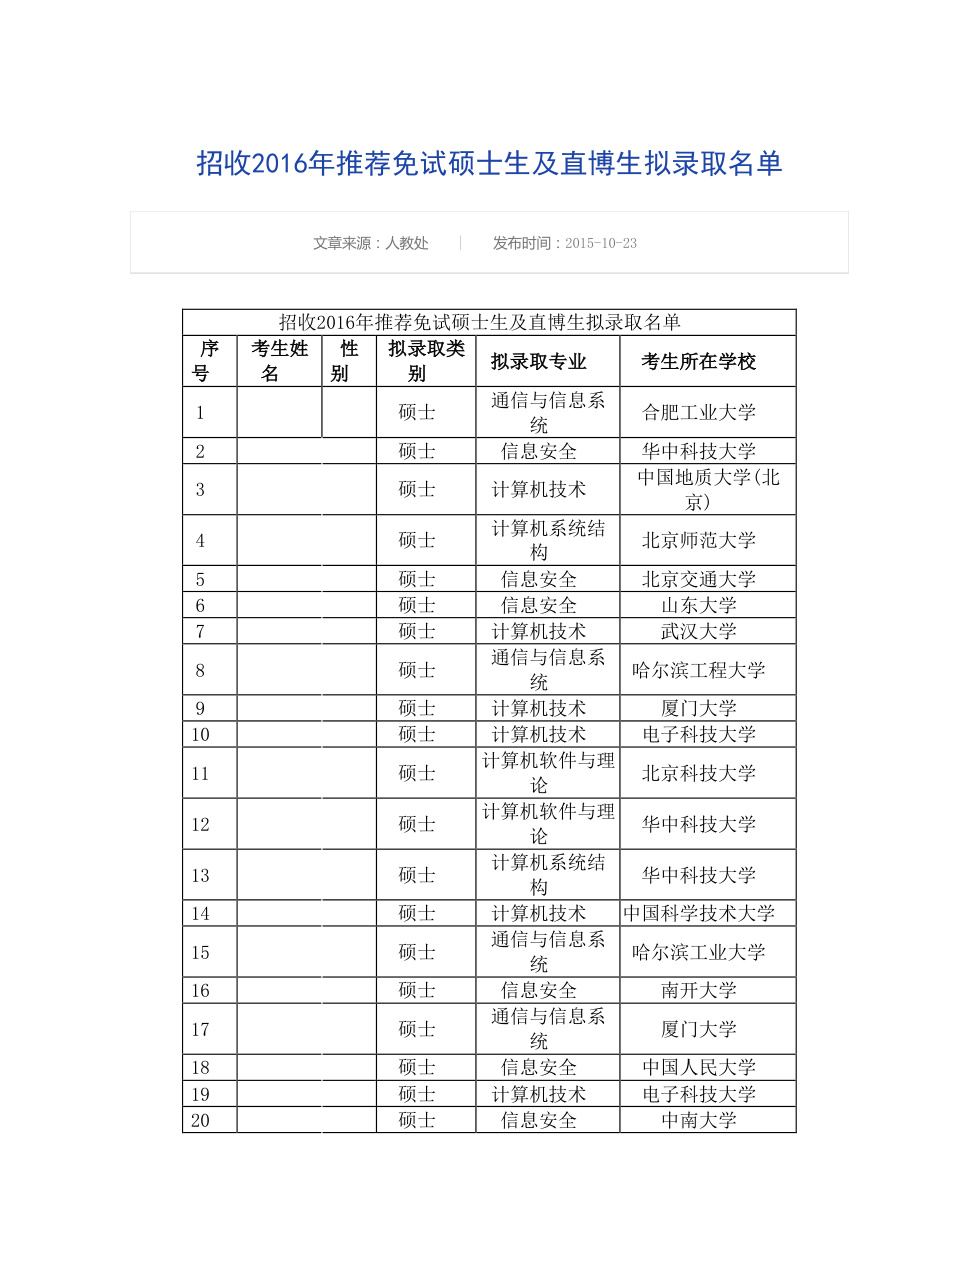 招收2016年推荐免试硕士生及直博生拟录取名单
文章来源：人教处 | 发布时间：2015-10-23
招收2016年推荐免试硕士生及直博生拟录取名单
序号 考生姓名 性别 拟录取类别 拟录取专业 考生所在学校
1 硕士 通信与信息系统 合肥工业大学
2 硕士 信息安全 华中科技大学
3 硕士 计算机技术 中国地质大学(北京)
4 硕士 计算机系统结构 北京师范大学
5 硕士 信息安全 北京交通大学
6 硕士 信息安全 山东大学
7 硕士 计算机技术 武汉大学
8 硕士 通信与信息系统 哈尔滨工程大学
9 硕士 计算机技术 厦门大学
10 硕士 计算机技术 电子科技大学
11 硕士 计算机软件与理论 北京科技大学
12 硕士 计算机软件与理论 华中科技大学
13 硕士 计算机系统结构 华中科技大学
14 硕士 计算机技术 中国科学技术大学
15 硕士 通信与信息系统 哈尔滨工业大学
16 硕士 信息安全 南开大学
17 硕士 通信与信息系统 厦门大学
18 硕士 信息安全 中国人民大学
19 硕士 计算机技术 电子科技大学
20 硕士 信息安全 中南大学